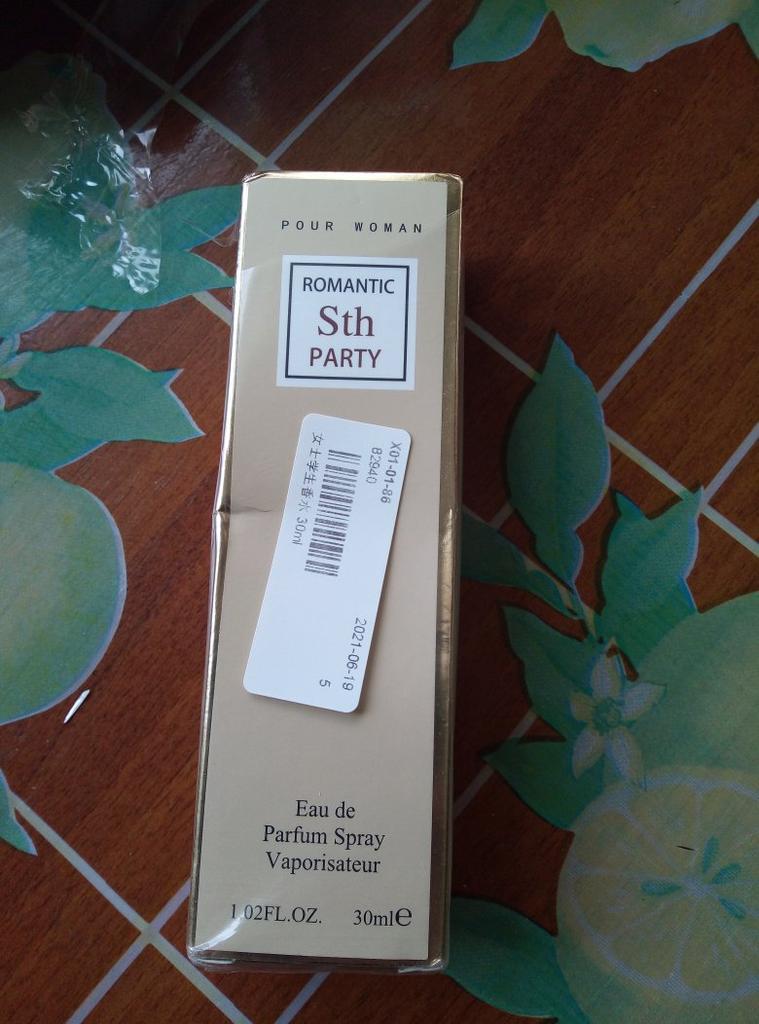 POUR WOMAN
ROMANTIC
Sth
PARTY
X01-01-86
B2940
女士学生香水 30ml
2021-06-19
5
Eau de
Parfum Spray
Vaporisateur
1.02FL.OZ. 30ml℮